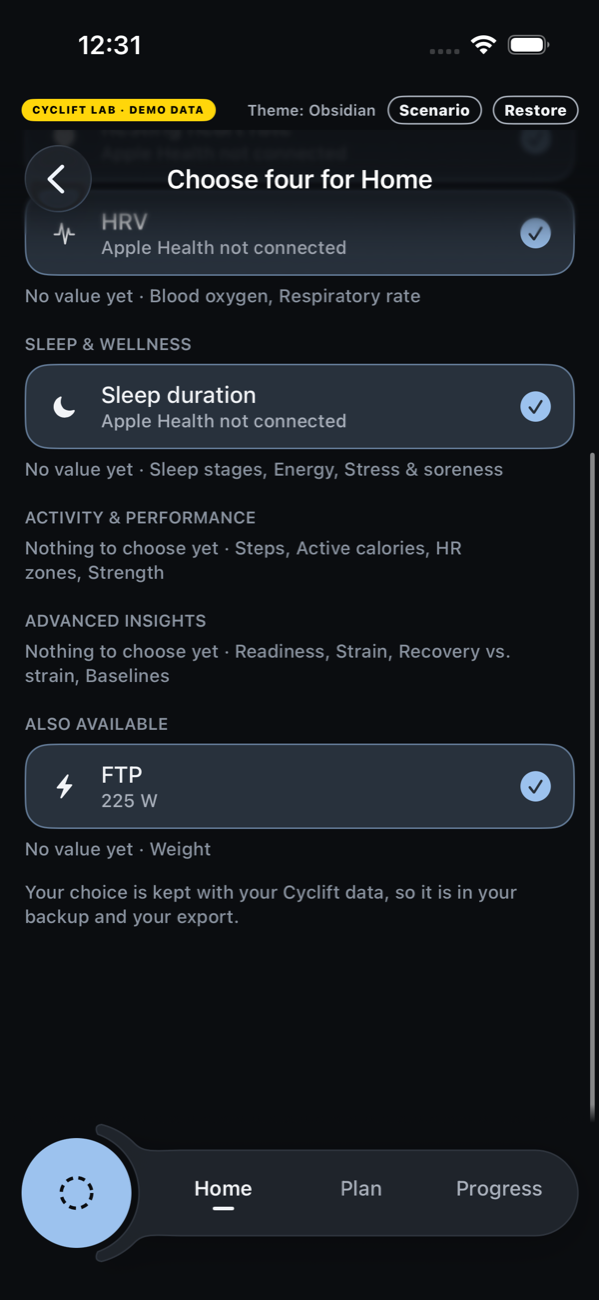 12:31
CYCLIFT LAB · DEMO DATA
Theme: Obsidian
Scenario
Restore
Apple Health not connected
Choose four for Home
HRV
Apple Health not connected
No value yet · Blood oxygen, Respiratory rate
SLEEP & WELLNESS
Sleep duration
Apple Health not connected
No value yet · Sleep stages, Energy, Stress & soreness
ACTIVITY & PERFORMANCE
Nothing to choose yet · Steps, Active calories, HR
zones, Strength
ADVANCED INSIGHTS
Nothing to choose yet · Readiness, Strain, Recovery vs.
strain, Baselines
ALSO AVAILABLE
FTP
225 W
No value yet · Weight
Your choice is kept with your Cyclift data, so it is in your
backup and your export.
Home
Plan
Progress